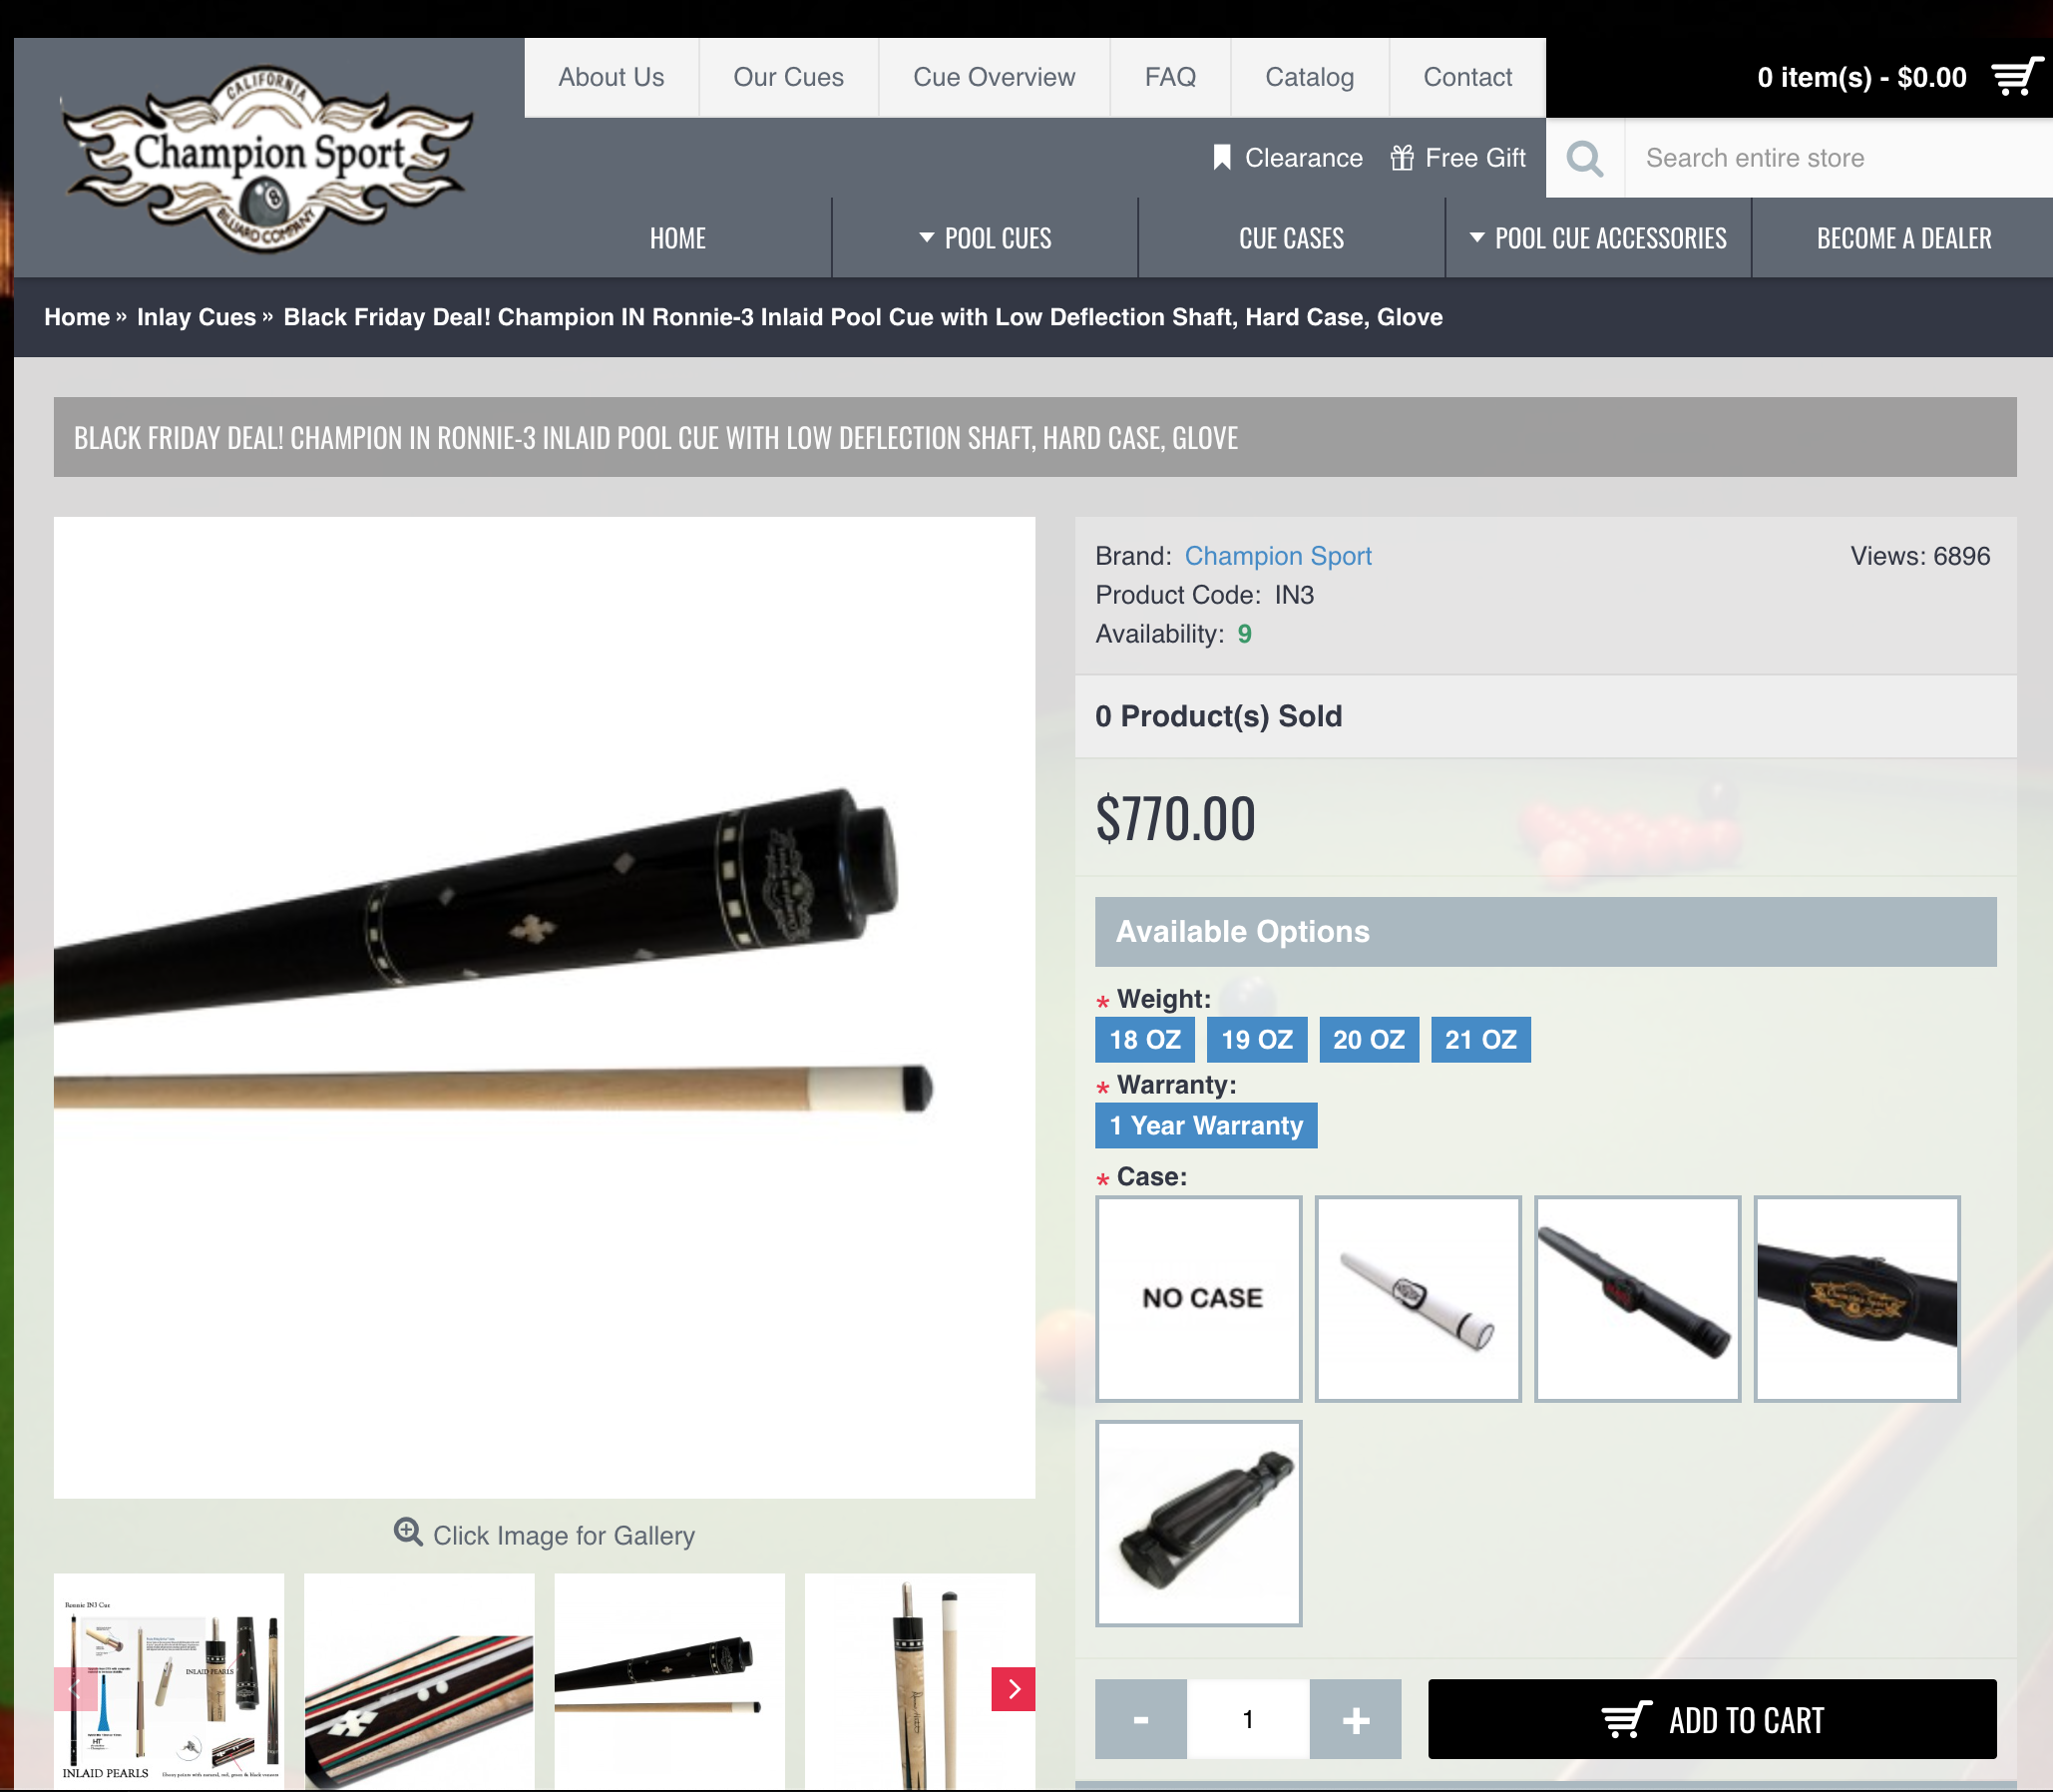 CALIFORNIA
Champion Sport
8
BILLIARD COMPANY
About Us
Our Cues
Cue Overview
FAQ
Catalog
Contact
0 item(s) - $0.00
Clearance
Free Gift
Search entire store
HOME
POOL CUES
CUE CASES
POOL CUE ACCESSORIES
BECOME A DEALER
Home » Inlay Cues » Black Friday Deal! Champion IN Ronnie-3 Inlaid Pool Cue with Low Deflection Shaft, Hard Case, Glove
BLACK FRIDAY DEAL! CHAMPION IN RONNIE-3 INLAID POOL CUE WITH LOW DEFLECTION SHAFT, HARD CASE, GLOVE
Brand: Champion Sport
Views: 6896
Product Code: IN3
Availability: 9
0 Product(s) Sold
$770.00
Available Options
* Weight:
18 OZ
19 OZ
20 OZ
21 OZ
* Warranty:
1 Year Warranty
* Case:
NO CASE
Click Image for Gallery
Ronnie IN3 Cue
INLAID PEARLS
INLAID PEARLS
- 1 +
ADD TO CART